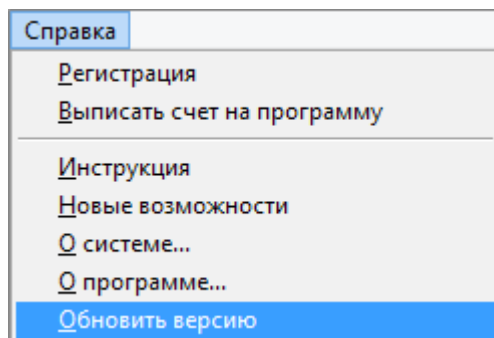 Справка
Регистрация
Выписать счет на программу
Инструкция
Новые возможности
О системе...
О программе...
Обновить версию